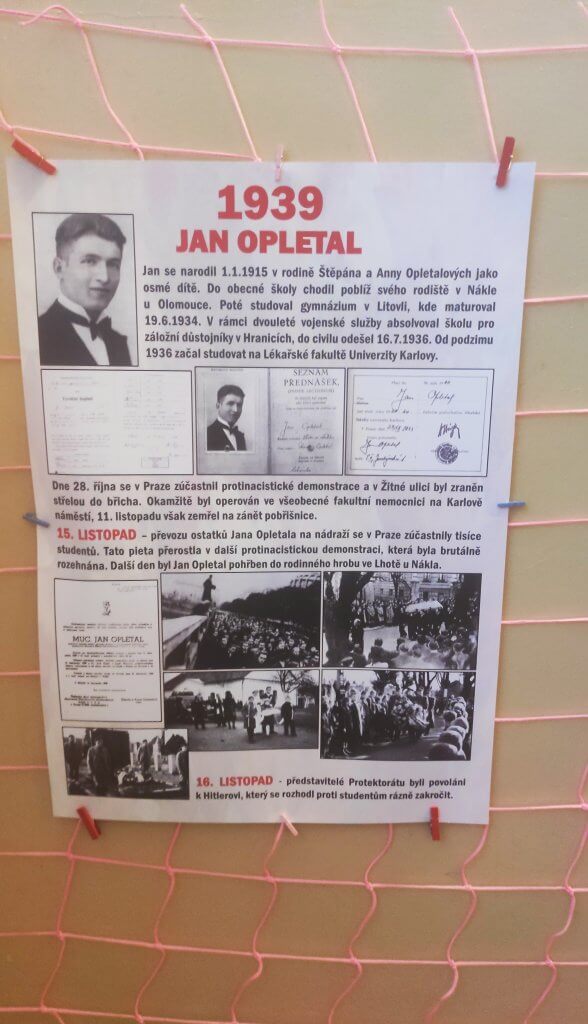 1939
JAN OPLETAL
Jan se narodil 1.1.1915 v rodině Štěpána a Anny Opletalových jako
osmé dítě. Do obecné školy chodil poblíž svého rodiště v Nákle
u Olomouce. Poté studoval gymnázium v Litovli, kde maturoval
19.6.1934. V rámci dvouleté vojenské služby absolvoval školu pro
záložní důstojníky v Hranicích, do civilu odešel 16.7.1936. Od podzimu
1936 začal studovat na Lékařské fakultě Univerzity Karlovy.
SEZNAM
PŘEDNÁŠEK,
Jan Opletal
Jan Opletal
Dne 28. října se v Praze zúčastnil protinacistické demonstrace a v Žitné ulici byl zraněn
střelou do břicha. Okamžitě byl operován ve všeobecné fakultní nemocnici na Karlově
náměstí, 11. listopadu však zemřel na zánět pobřišnice.
15. LISTOPAD – převozu ostatků Jana Opletala na nádraží se v Praze zúčastnily tisíce
studentů. Tato pieta přerostla v další protinacistickou demonstraci, která byla brutálně
rozehnána. Další den byl Jan Opletal pohřben do rodinného hrobu ve Lhotě u Nákla.
MUC JAN OPLETAL
16. LISTOPAD - představitelé Protektorátu byli povoláni
k Hitlerovi, který se rozhodl proti studentům rázně zakročit.